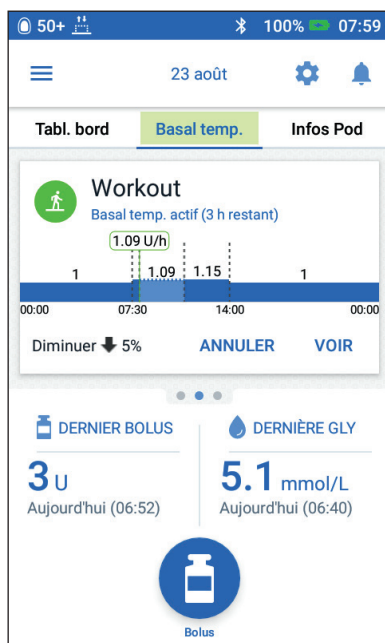 50+ 100% 07:59
23 août
Tabl. bord Basal temp. Infos Pod
Workout
Basal temp. actif (3 h restant)
1.09 U/h
1 1.09 1.15 1
00:00 07:30 14:00 00:00
Diminuer 5% ANNULER VOIR
DERNIER BOLUS DERNIÈRE GLY
3 U 5.1 mmol/L
Aujourd'hui (06:52) Aujourd'hui (06:40)
Bolus